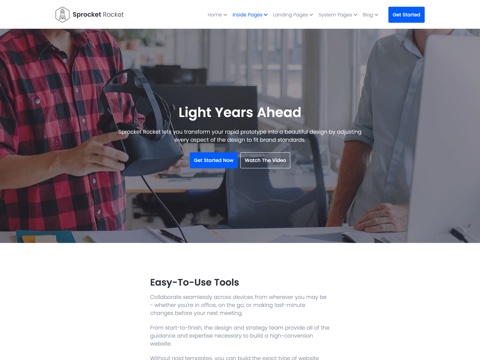 Sprocket Rocket
Home
Inside Pages
Landing Pages
System Pages
Blog
Get Started
Light Years Ahead
Sprocket Rocket lets you transform your rapid prototype into a beautiful design by adjusting
every aspect of the design to fit brand standards.
Get Started Now
Watch The Video
Easy-To-Use Tools
Collaborate seamlessly across devices from wherever you may be
- whether you're in office, on the go, or making last-minute
changes before your next meeting.
From start-to-finish, the design and strategy team provide all of the
guidance and expertise necessary to build a high-conversion
website.
Without rigid templates, you can build the exact type of website